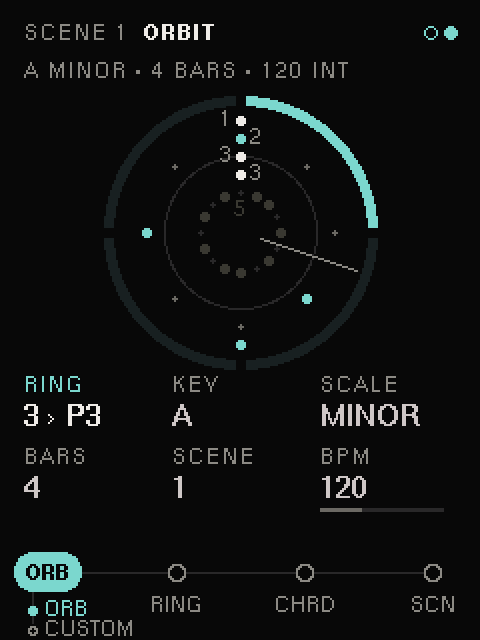 SCENE 1 ORBIT
A MINOR · 4 BARS · 120 INT
1
2
3
3
5
RING KEY SCALE
3 › P3 A MINOR
BARS SCENE BPM
4 1 120
ORB
ORB RING CHRD SCN
CUSTOM